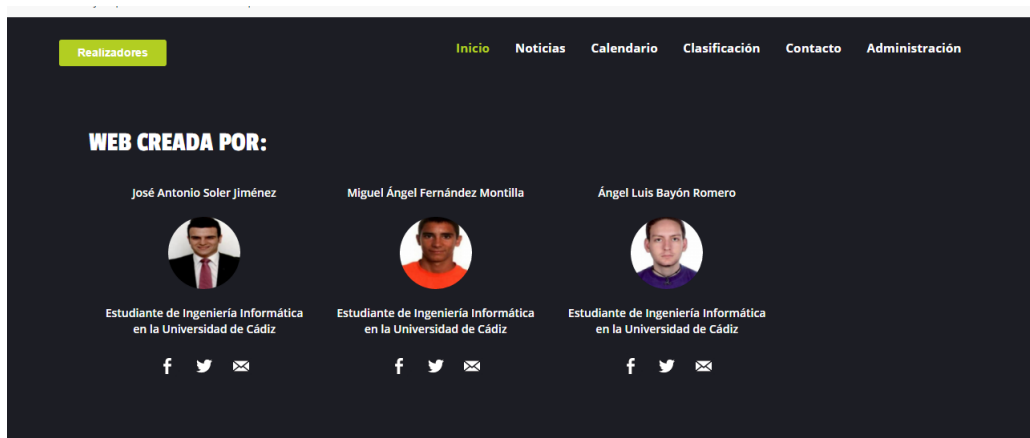 Realizadores
Inicio Noticias Calendario Clasificación Contacto Administración
WEB CREADA POR:
José Antonio Soler Jiménez
Miguel Ángel Fernández Montilla
Ángel Luis Bayón Romero
Estudiante de Ingeniería Informática
en la Universidad de Cádiz
Estudiante de Ingeniería Informática
en la Universidad de Cádiz
Estudiante de Ingeniería Informática
en la Universidad de Cádiz